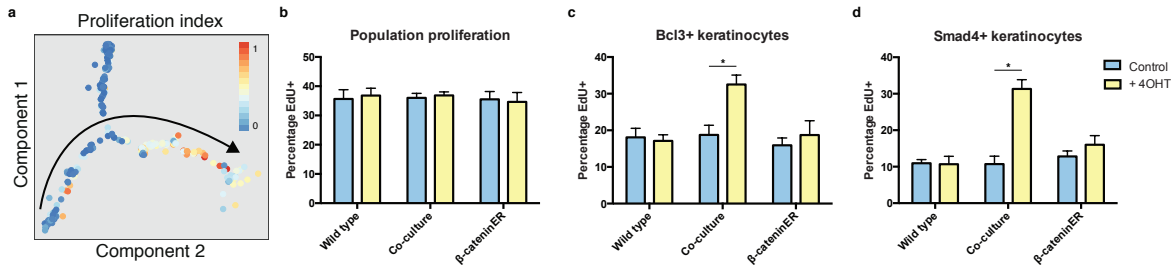 a
Proliferation index
1
0
Component 1
Component 2
b
Population proliferation
Percentage EdU+
50
40
30
20
10
0
Wild type
Co-culture
β-cateninER
c
Bcl3+ keratinocytes
Percentage EdU+
40
30
20
10
0
*
Wild type
Co-culture
β-cateninER
d
Smad4+ keratinocytes
Percentage EdU+
40
30
20
10
0
*
Wild type
Co-culture
β-cateninER
Control
+ 4OHT